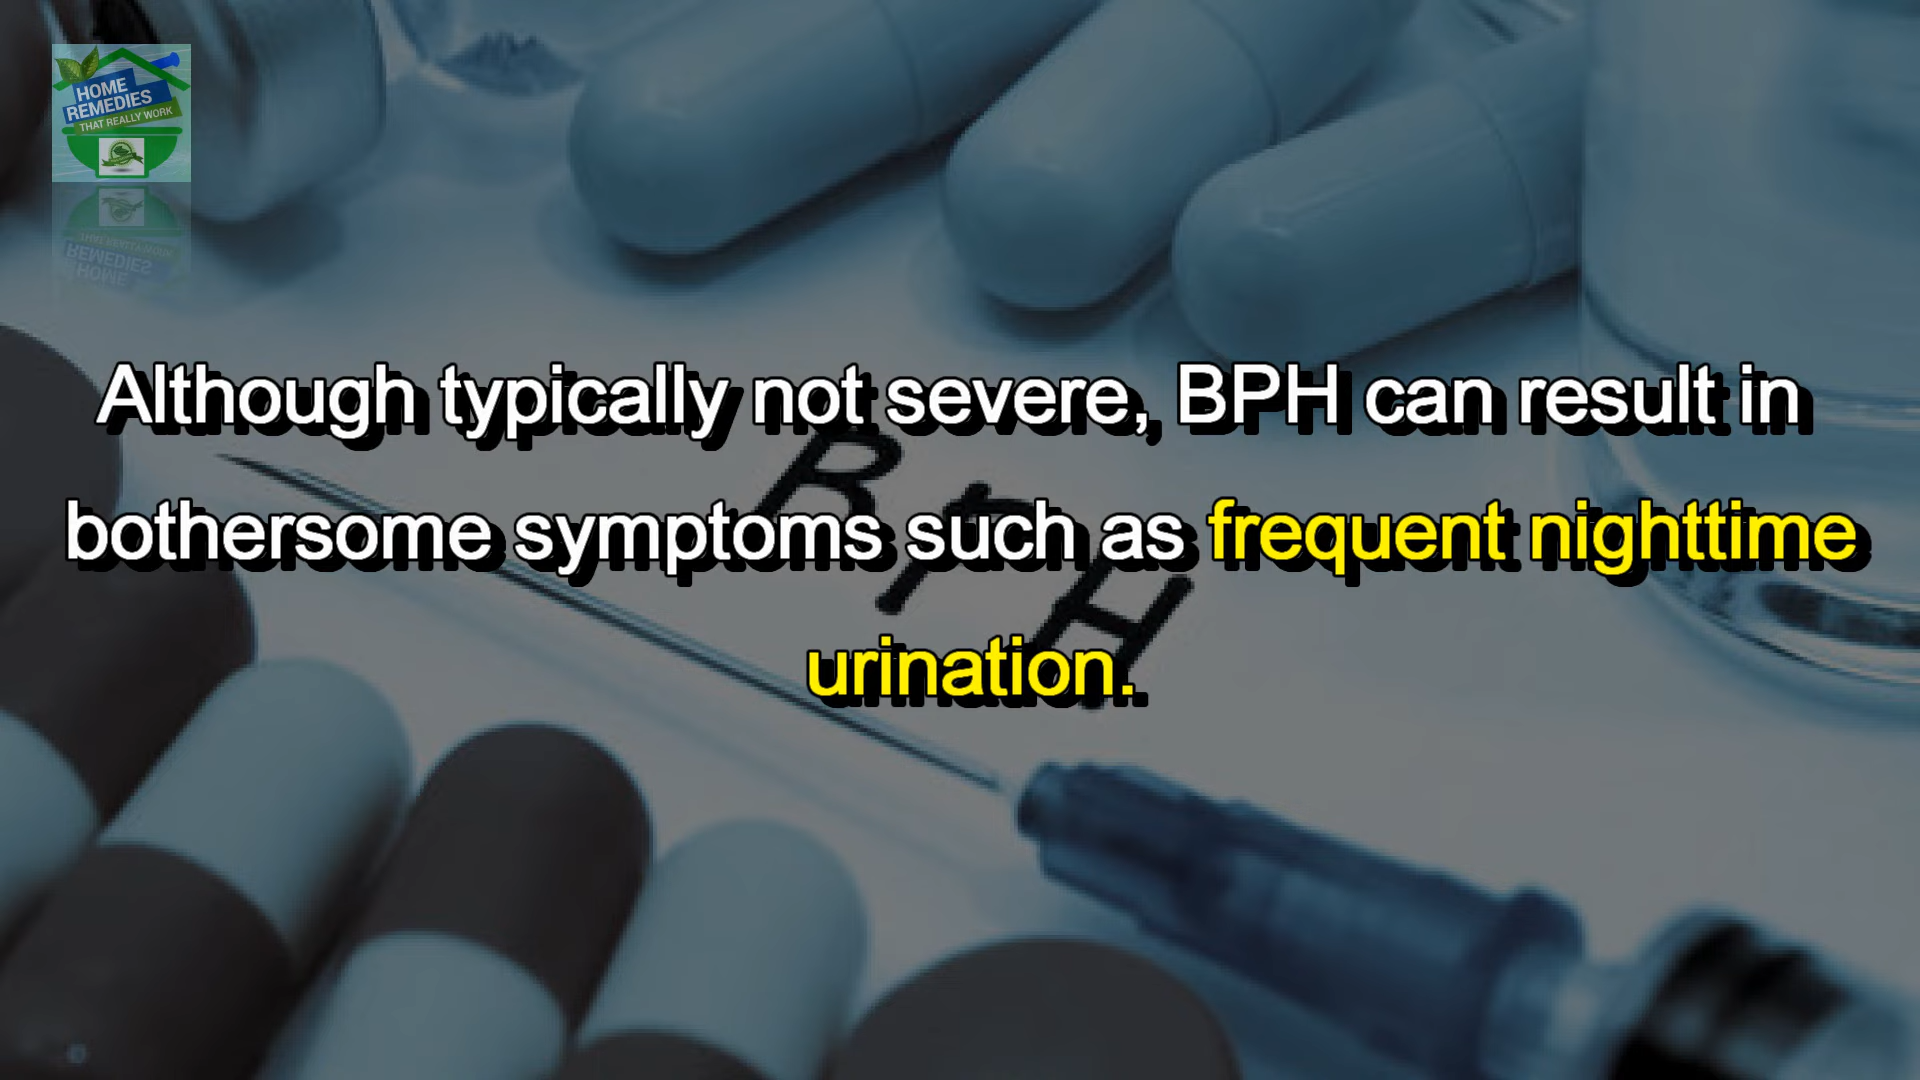 HOME
REMEDIES
THAT REALLY WORK
Although typically not severe, BPH can result in
bothersome symptoms such as frequent nighttime
urination.
BPH